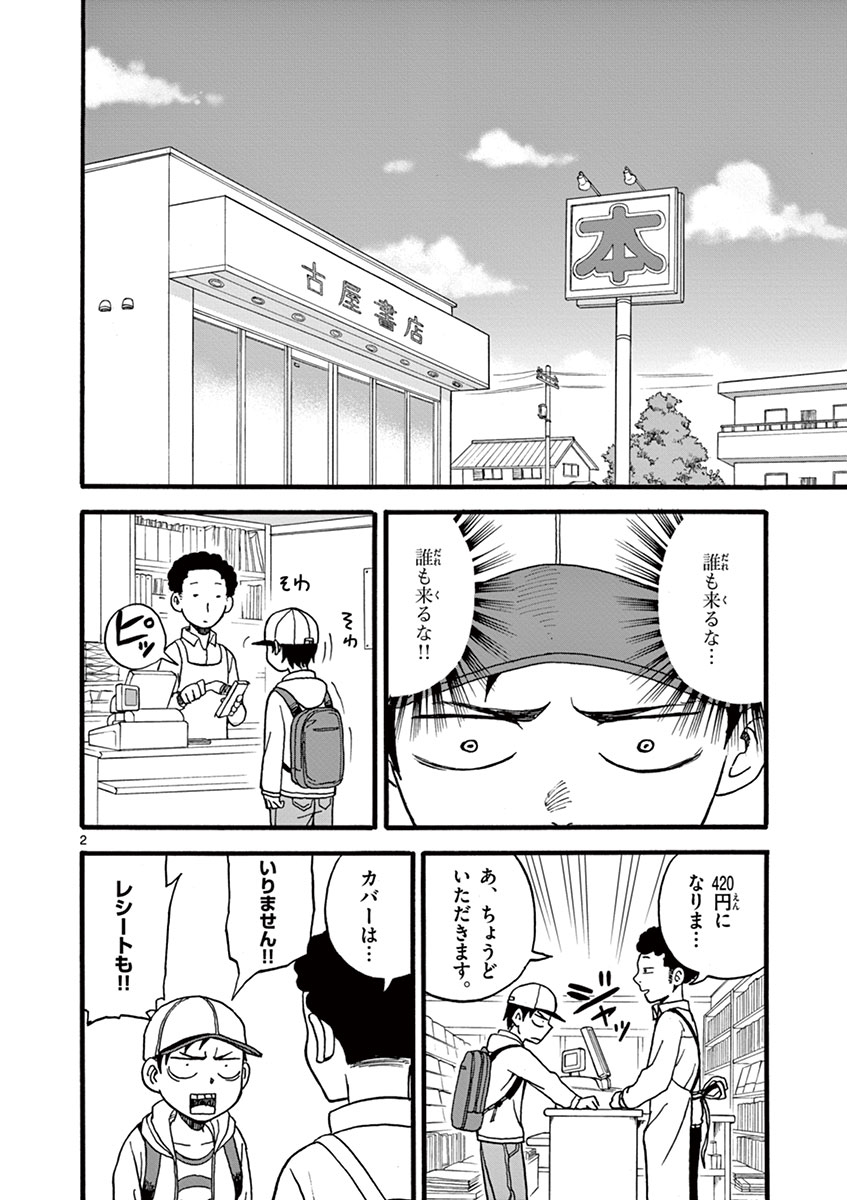 本
古屋書店
誰も来るな…
誰も来るな!!
そわ
そわ
ピッ
2
420円に
なりま…
あ、ちょうど
いただきます。
ジャッ
カバーは…
いりません!!
レシートも!!